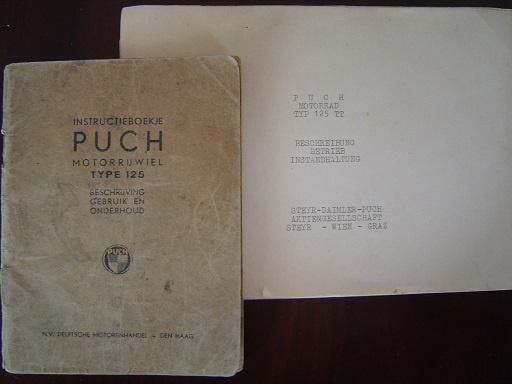 INSTRUCTIEBOEKJE
PUCH
MOTORRIJWIEL
TYPE 125
BESCHRIJVING
GEBRUIK EN
ONDERHOUD
PUCH
N.V. DELFTSCHE MOTORENHANDEL - DEN HAAG
P U C H
MOTORRAD
TYP 125 TT
BESCHREIBUNG
BETRIEB
INSTANDHALTUNG
STEYR-DAIMLER-PUCH
AKTIENGESELLSCHAFT
STEYR - WIEN - GRAZ